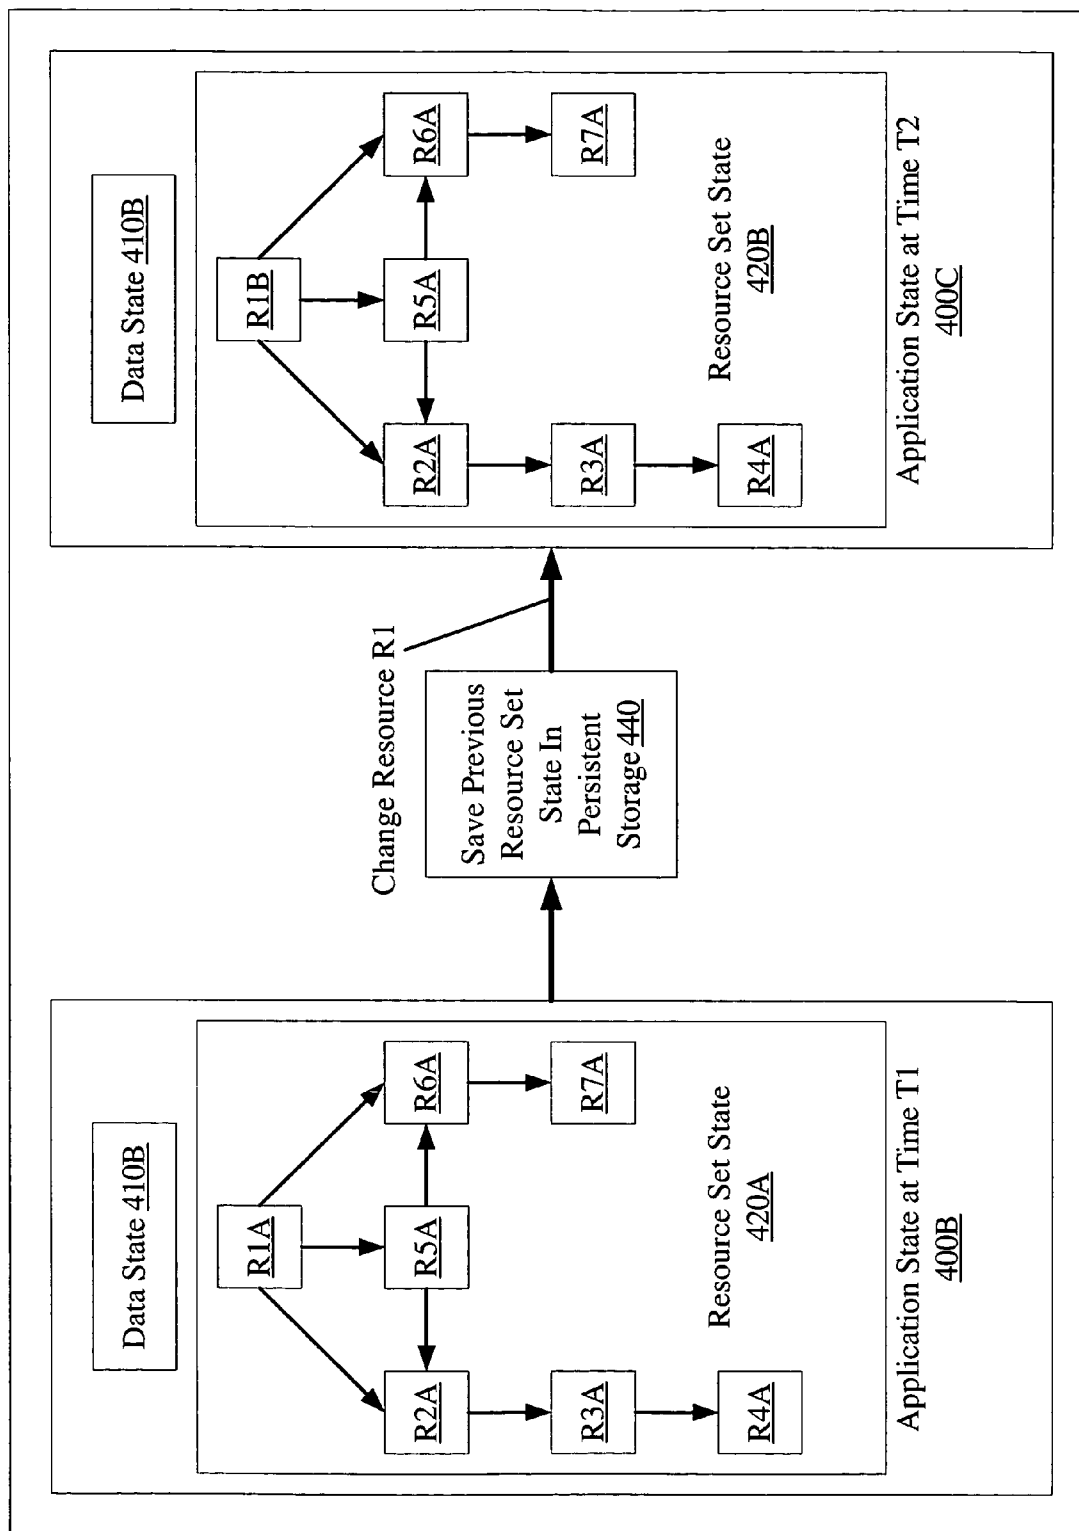 Data State 410B
R1A
R2A
R5A
R6A
R3A
R7A
R4A
Resource Set State
420A
Application State at Time T1
400B
Change Resource R1
Save Previous
Resource Set
State In
Persistent
Storage 440
Data State 410B
R1B
R2A
R5A
R6A
R3A
R7A
R4A
Resource Set State
420B
Application State at Time T2
400C